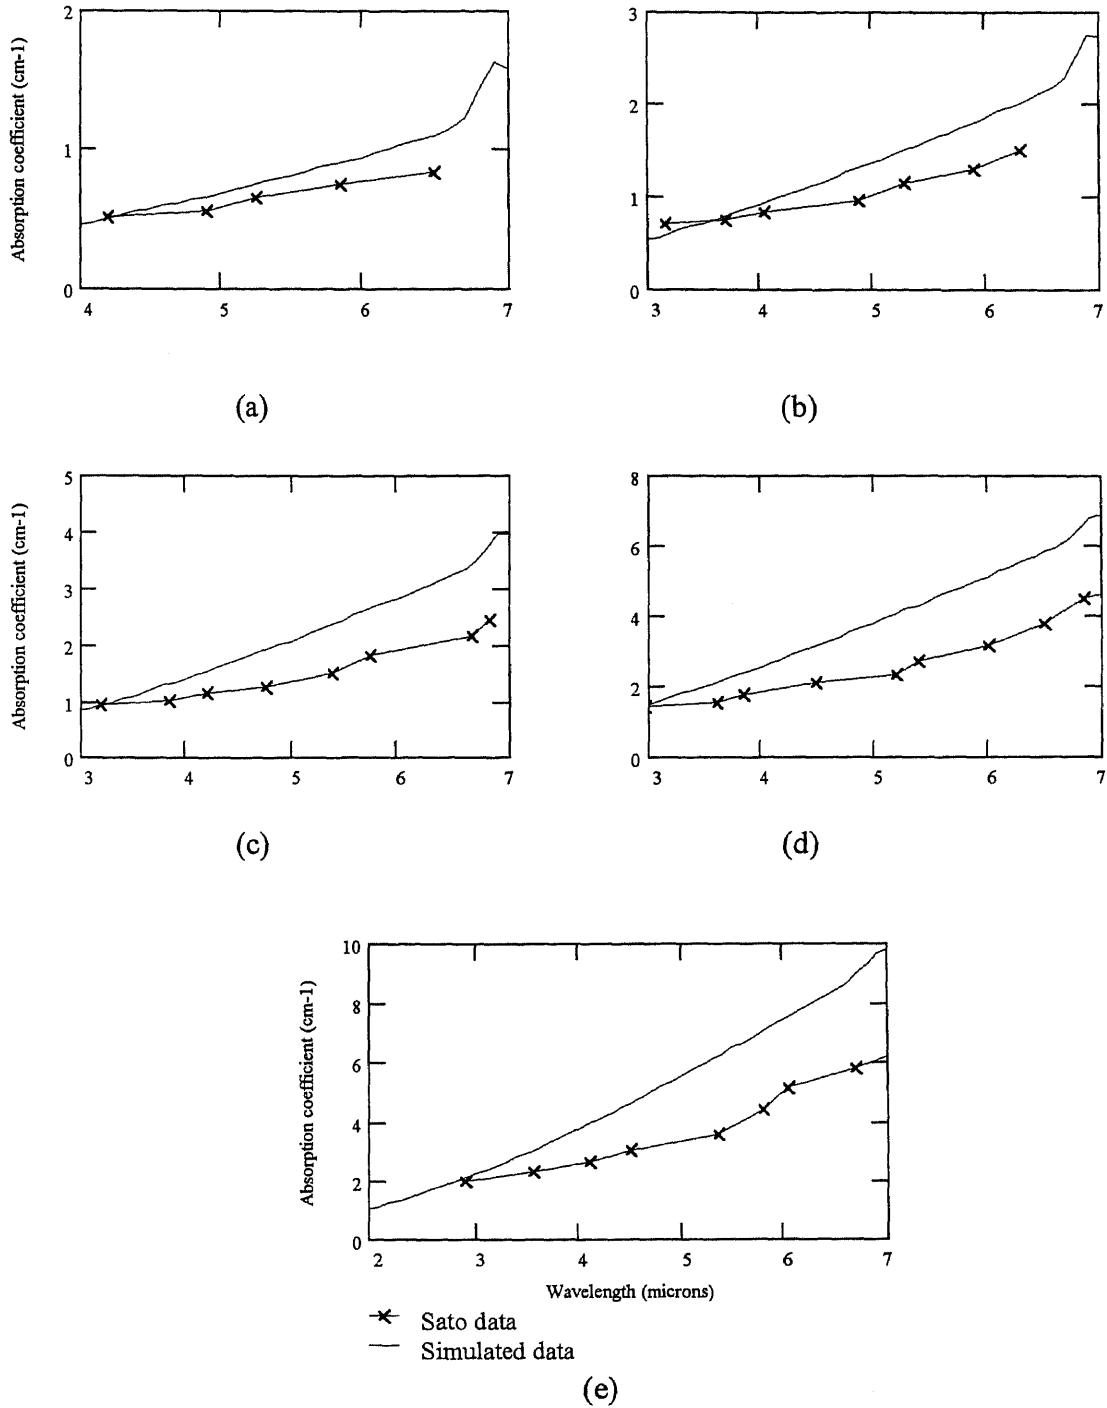 2
1
0
Absorption coefficient (cm-1)
4 5 6 7
(a)
3
2
1
0
3 4 5 6 7
(b)
5
4
3
2
1
0
Absorption coefficient (cm-1)
3 4 5 6 7
(c)
8
6
4
2
0
3 4 5 6 7
(d)
10
8
6
4
2
0
Absorption coefficient (cm-1)
2 3 4 5 6 7
Wavelength (microns)
Sato data
Simulated data
(e)